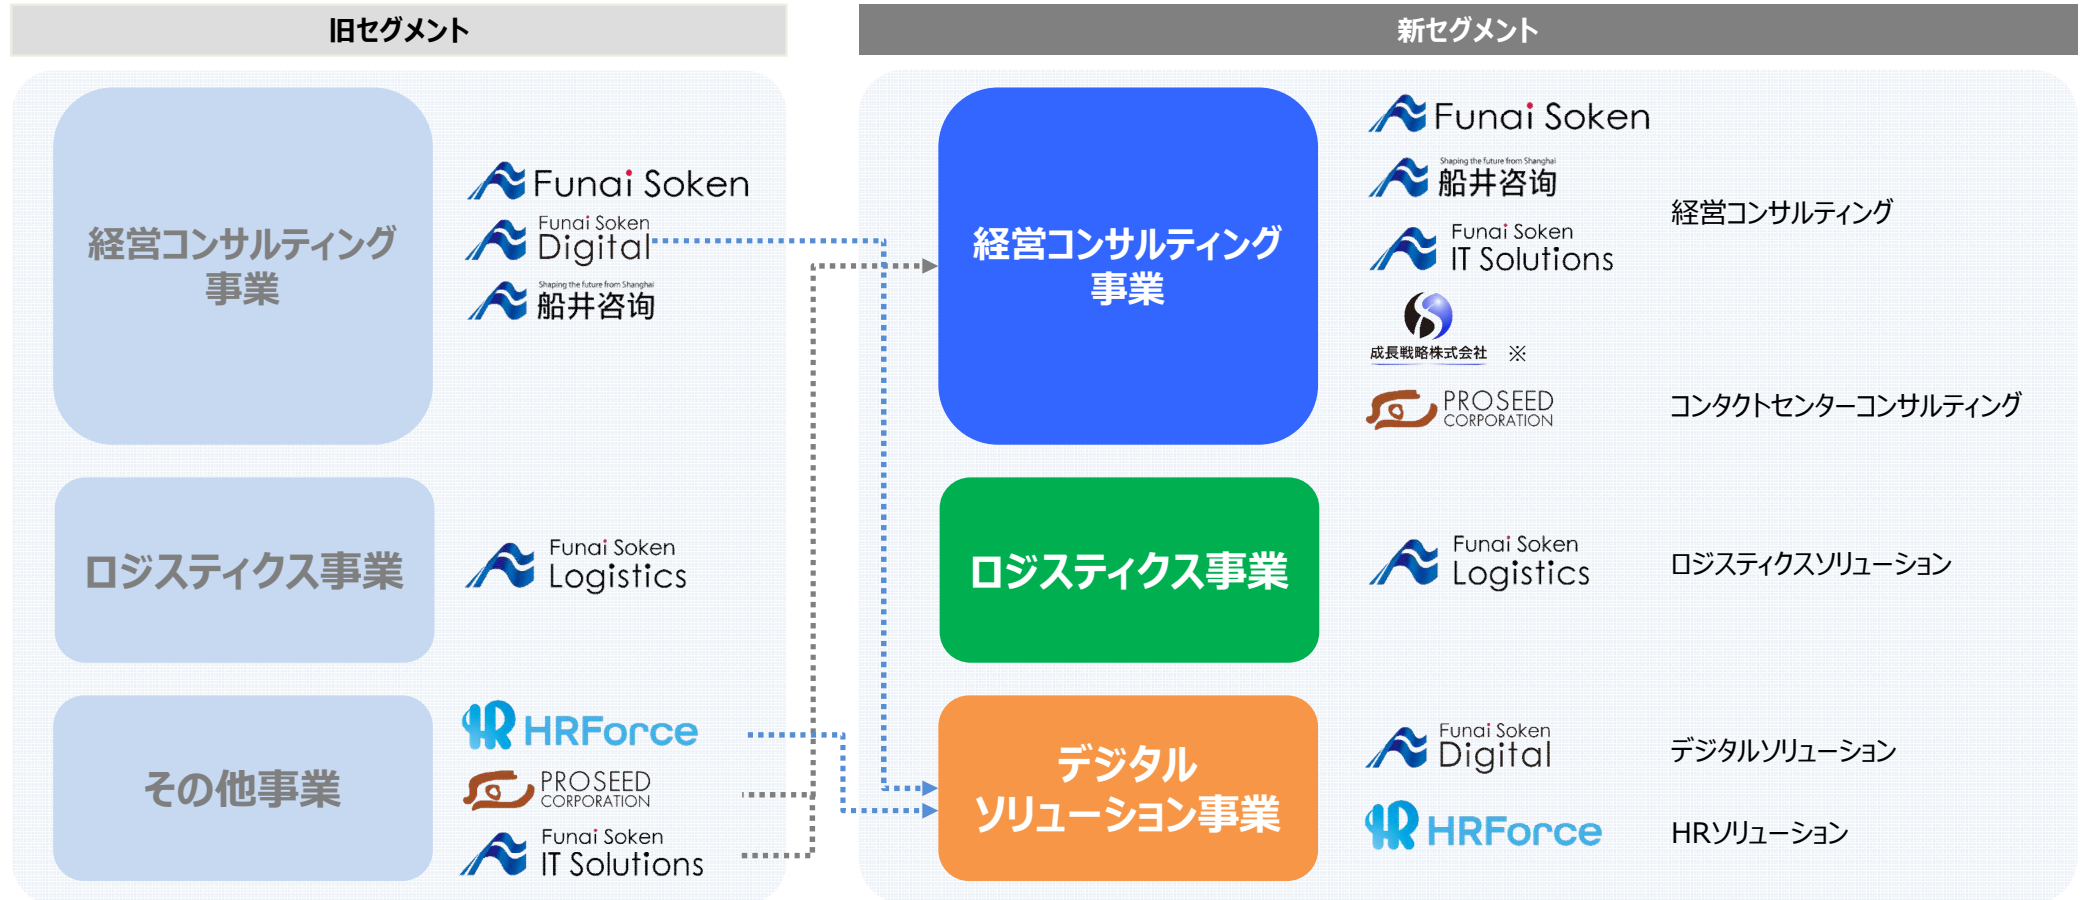 旧セグメント
経営コンサルティング
事業
Funai Soken
Funai Soken
Digital
Shaping the future from Shanghai
船井咨询
ロジスティクス事業
Funai Soken
Logistics
その他事業
HRForce
PROSEED
CORPORATION
Funai Soken
IT Solutions
新セグメント
経営コンサルティング
事業
Funai Soken
Shaping the future from Shanghai
船井咨询
Funai Soken
IT Solutions
成長戦略株式会社 ※
経営コンサルティング
PROSEED
CORPORATION
コンタクトセンターコンサルティング
ロジスティクス事業
Funai Soken
Logistics
ロジスティクスソリューション
デジタル
ソリューション事業
Funai Soken
Digital
デジタルソリューション
HRForce
HRソリューション